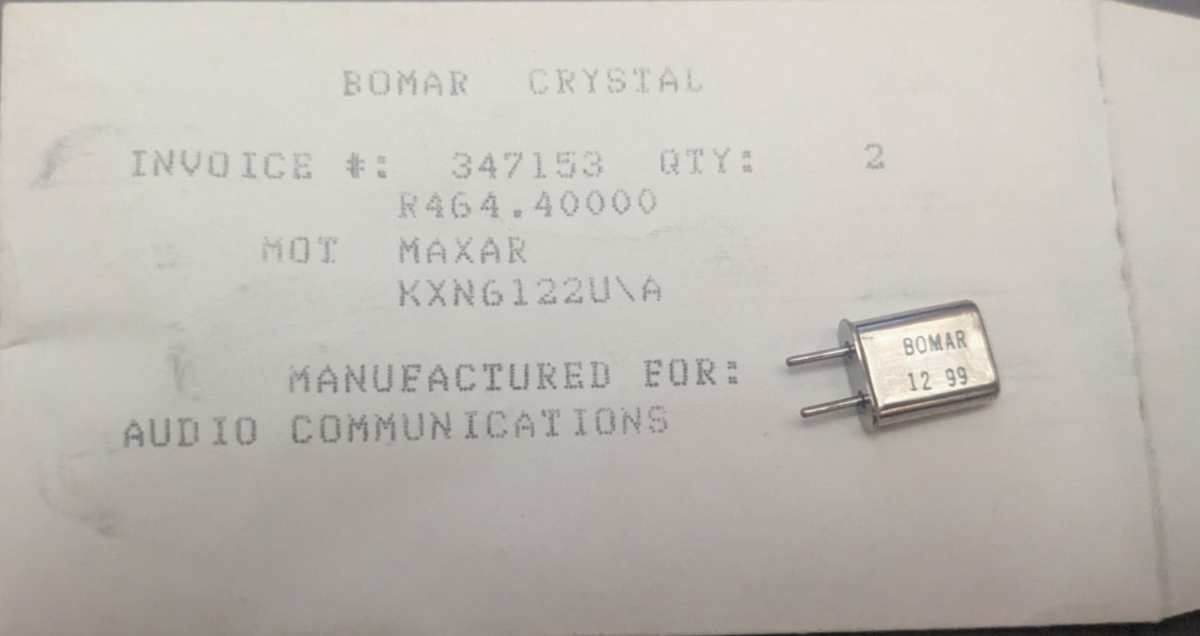 BOMAR CRYSTAL
INVOICE #: 347153 QTY: 2
R464.40000
MOT MAXAR
KXN6122U\A
MANUFACTURED FOR:
AUDIO COMMUNICATIONS
BOMAR
12 99